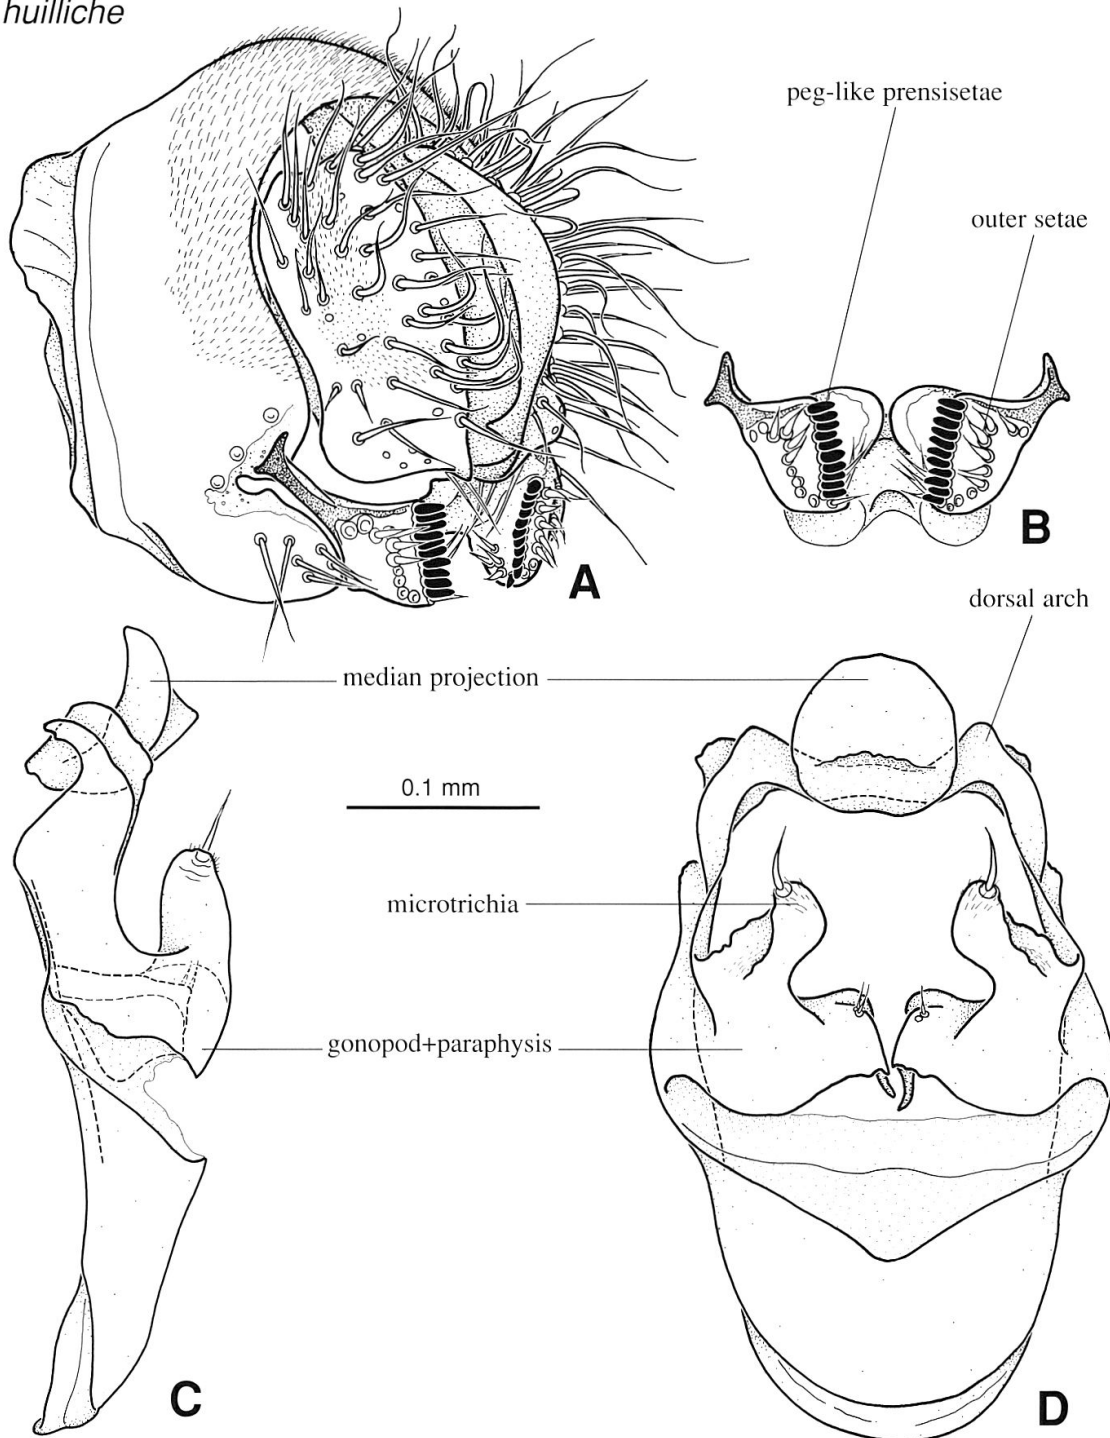 huilliche
peg-like prensisetae
outer setae
A
B
dorsal arch
median projection
0.1 mm
microtrichia
gonopod+paraphysis
C
D